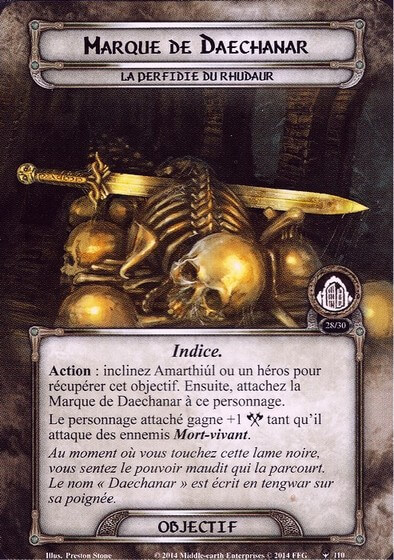 Marque de Daechanar
La Perfidie du Rhudaur
28/30
Indice.
Action : inclinez Amarthiúl ou un héros pour
récupérer cet objectif. Ensuite, attachez la
Marque de Daechanar à ce personnage.
Le personnage attaché gagne +1 tant qu'il
attaque des ennemis Mort-vivant.
Au moment où vous touchez cette lame noire,
vous sentez le pouvoir maudit qui la parcourt.
Le nom « Daechanar » est écrit en tengwar sur
sa poignée.
OBJECTIF
Illus. Preston Stone © 2014 Middle-earth Enterprises © 2014 FFG 110